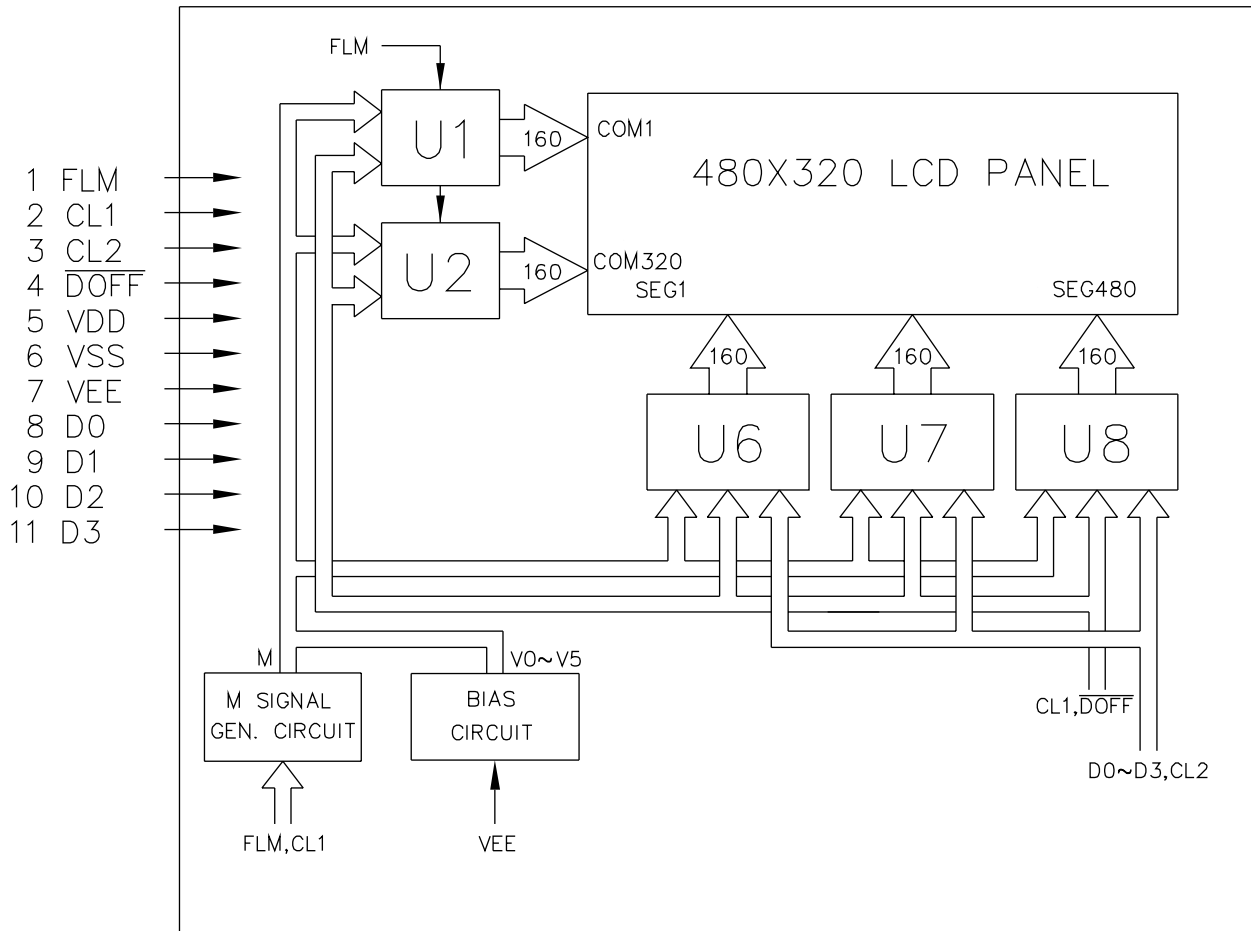 FLM
U1
160
COM1
480X320 LCD PANEL
1 FLM
2 CL1
3 CL2
4 DOFF
5 VDD
6 VSS
7 VEE
8 D0
9 D1
10 D2
11 D3
U2
160
COM320
SEG1
SEG480
160
160
160
U6
U7
U8
M
V0~V5
M SIGNAL
GEN. CIRCUIT
BIAS
CIRCUIT
CL1,DOFF
D0~D3,CL2
FLM,CL1
VEE